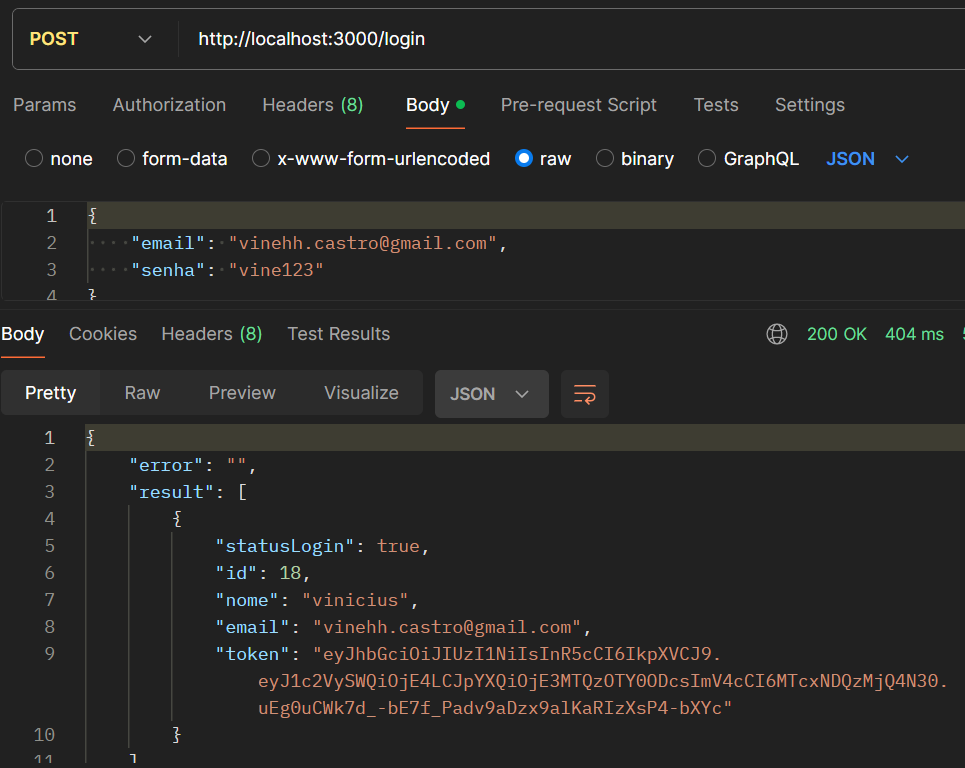 POST http://localhost:3000/login
Params Authorization Headers (8) Body Pre-request Script Tests Settings
none form-data x-www-form-urlencoded raw binary GraphQL JSON
1 {
2 ····"email":·"vinehh.castro@gmail.com",
3 ····"senha":·"vine123"
4 }
Body Cookies Headers (8) Test Results 200 OK 404 ms
Pretty Raw Preview Visualize JSON
1 {
2 "error": "",
3 "result": [
4 {
5 "statusLogin": true,
6 "id": 18,
7 "nome": "vinicius",
8 "email": "vinehh.castro@gmail.com",
9 "token": "eyJhbGciOiJIUzI1NiIsInR5cCI6IkpXVCJ9.
eyJ1c2VySWQiOjE4LCJpYXQiOjE3MTQzOTY0ODcsImV4cCI6MTcxNDQzMjQ4N30.
uEg0uCWk7d_-bE7f_Padv9aDzx9alKaRIzXsP4-bXYc"
10 }
11 ]